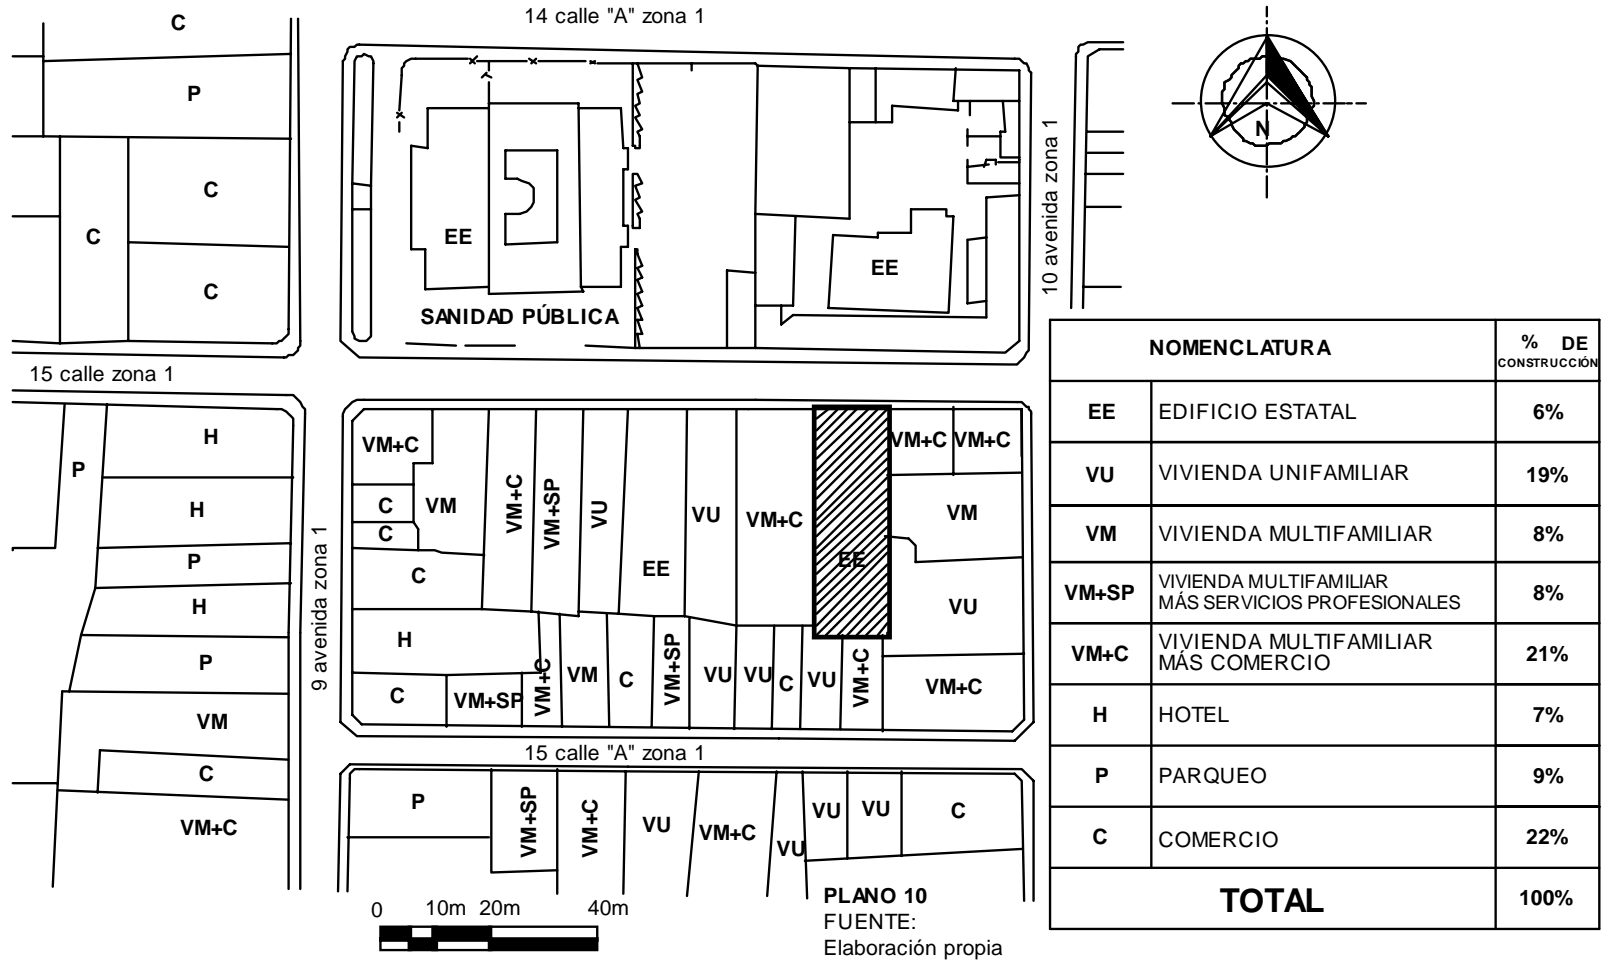 14 calle "A" zona 1
C
P
C
C
C
EE
EE
SANIDAD PÚBLICA
10 avenida zona 1
N
15 calle zona 1
H
P
H
P
H
P
VM
C
VM+C
9 avenida zona 1
VM+C
C
C
VM
VM+C
VM+SP
VU
EE
VU
VM+C
EE
VM+C
VM+C
VM
VU
C
H
C
VM+SP
VM+C
VM
C
VM+SP
VU
VU
C
VU
VM+C
VM+C
15 calle "A" zona 1
P
VM+SP
VM+C
VU
VM+C
VU
VU
VU
C
0 10m 20m 40m
PLANO 10
FUENTE:
Elaboración propia
NOMENCLATURA
% DE
CONSTRUCCIÓN
EE EDIFICIO ESTATAL 6%
VU VIVIENDA UNIFAMILIAR 19%
VM VIVIENDA MULTIFAMILIAR 8%
VM+SP VIVIENDA MULTIFAMILIAR
MÁS SERVICIOS PROFESIONALES 8%
VM+C VIVIENDA MULTIFAMILIAR
MÁS COMERCIO 21%
H HOTEL 7%
P PARQUEO 9%
C COMERCIO 22%
TOTAL 100%